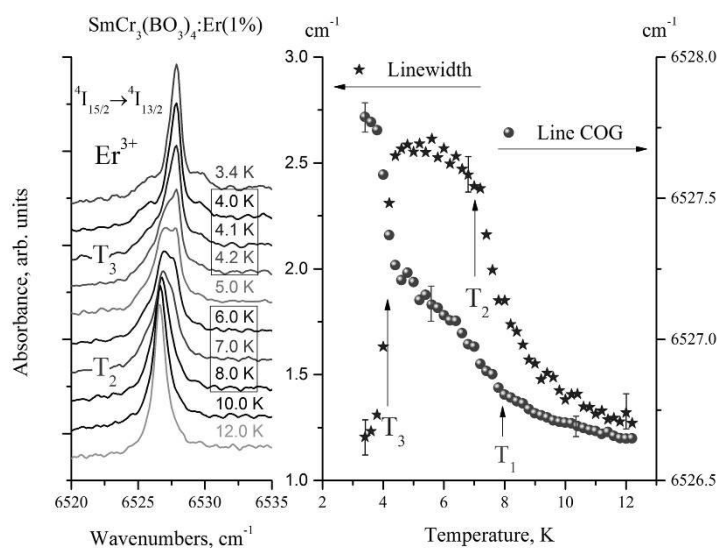 SmCr₃(BO₃)₄:Er(1%)
⁴I₁₅/₂→⁴I₁₃/₂
Er³⁺
3.4 K
4.0 K
4.1 K
T₃
4.2 K
5.0 K
6.0 K
7.0 K
T₂
8.0 K
10.0 K
12.0 K
Absorbance, arb. units
6520 6525 6530 6535
Wavenumbers, cm⁻¹
cm⁻¹
cm⁻¹
3.0
2.5
2.0
1.5
1.0
Linewidth
Line COG
T₂
T₃
T₁
6528.0
6527.5
6527.0
6526.5
2 4 6 8 10 12
Temperature, K